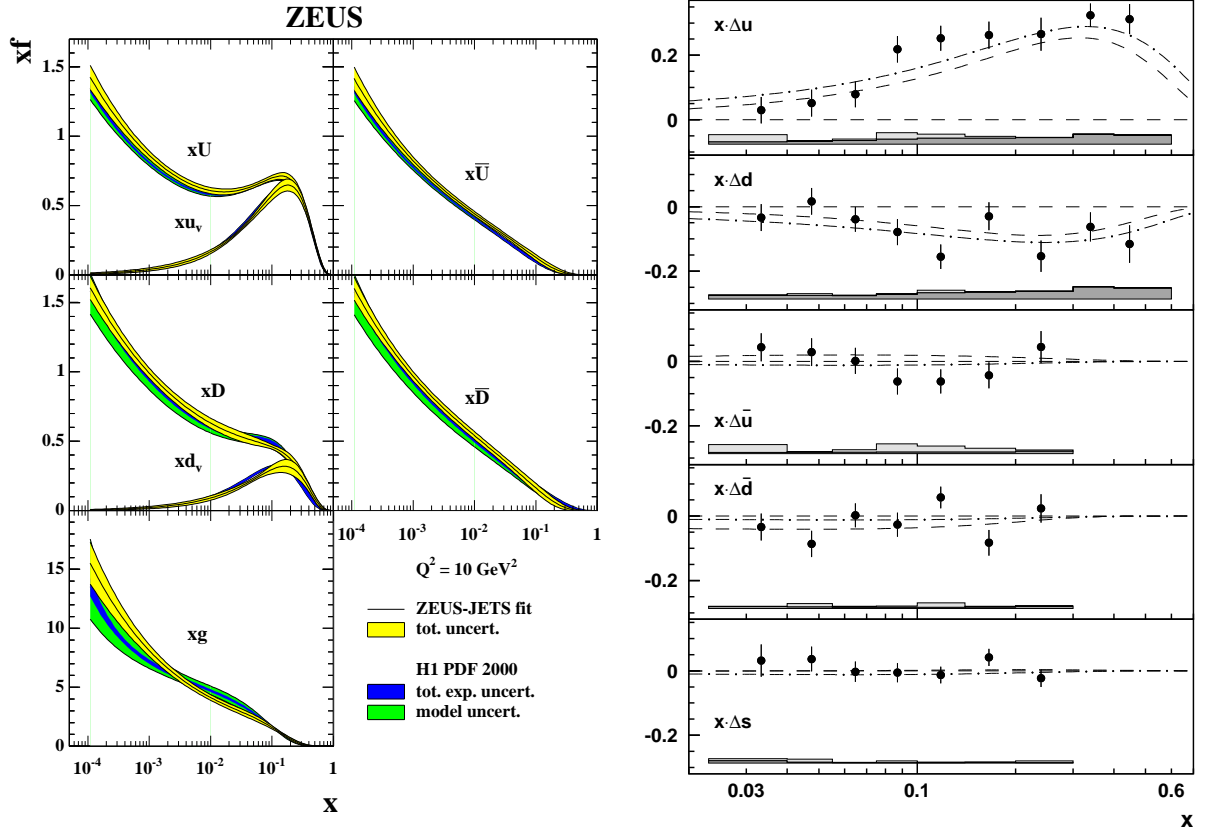 ZEUS
xf
1.5
1
0.5
0
xU
xu_v
xU̅
1.5
1
0.5
0
xD
xd_v
xD̅
10^-4 10^-3 10^-2 10^-1 1
15
10
5
0
xg
10^-4 10^-3 10^-2 10^-1 1
x
Q^2 = 10 GeV^2
ZEUS-JETS fit
tot. uncert.
H1 PDF 2000
tot. exp. uncert.
model uncert.
x·Δu
0.2
0
x·Δd
0
-0.2
0
x·Δu̅
-0.2
x·Δd̅
0
-0.2
0
x·Δs
-0.2
0.03 0.1 0.6
x